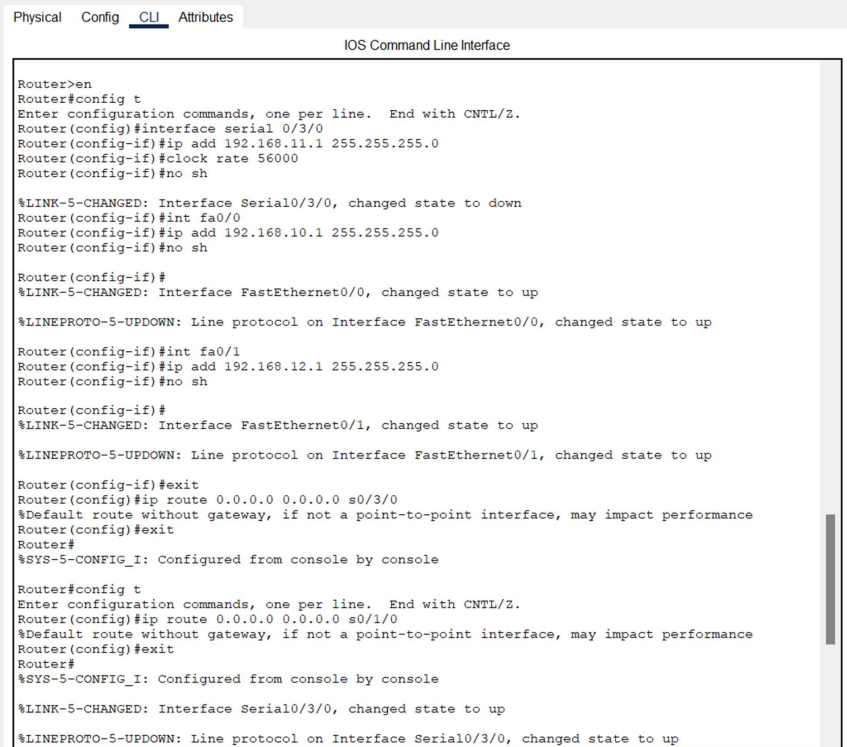 Physical Config CLI Attributes
IOS Command Line Interface
Router>en
Router#config t
Enter configuration commands, one per line.  End with CNTL/Z.
Router(config)#interface serial 0/3/0
Router(config-if)#ip add 192.168.11.1 255.255.255.0
Router(config-if)#clock rate 56000
Router(config-if)#no sh
%LINK-5-CHANGED: Interface Serial0/3/0, changed state to down
Router(config-if)#int fa0/0
Router(config-if)#ip add 192.168.10.1 255.255.255.0
Router(config-if)#no sh
Router(config-if)#
%LINK-5-CHANGED: Interface FastEthernet0/0, changed state to up
%LINEPROTO-5-UPDOWN: Line protocol on Interface FastEthernet0/0, changed state to up
Router(config-if)#int fa0/1
Router(config-if)#ip add 192.168.12.1 255.255.255.0
Router(config-if)#no sh
Router(config-if)#
%LINK-5-CHANGED: Interface FastEthernet0/1, changed state to up
%LINEPROTO-5-UPDOWN: Line protocol on Interface FastEthernet0/1, changed state to up
Router(config-if)#exit
Router(config)#ip route 0.0.0.0 0.0.0.0 s0/3/0
%Default route without gateway, if not a point-to-point interface, may impact performance
Router(config)#exit
Router#
%SYS-5-CONFIG_I: Configured from console by console
Router#config t
Enter configuration commands, one per line.  End with CNTL/Z.
Router(config)#ip route 0.0.0.0 0.0.0.0 s0/1/0
%Default route without gateway, if not a point-to-point interface, may impact performance
Router(config)#exit
Router#
%SYS-5-CONFIG_I: Configured from console by console
%LINK-5-CHANGED: Interface Serial0/3/0, changed state to up
%LINEPROTO-5-UPDOWN: Line protocol on Interface Serial0/3/0, changed state to up